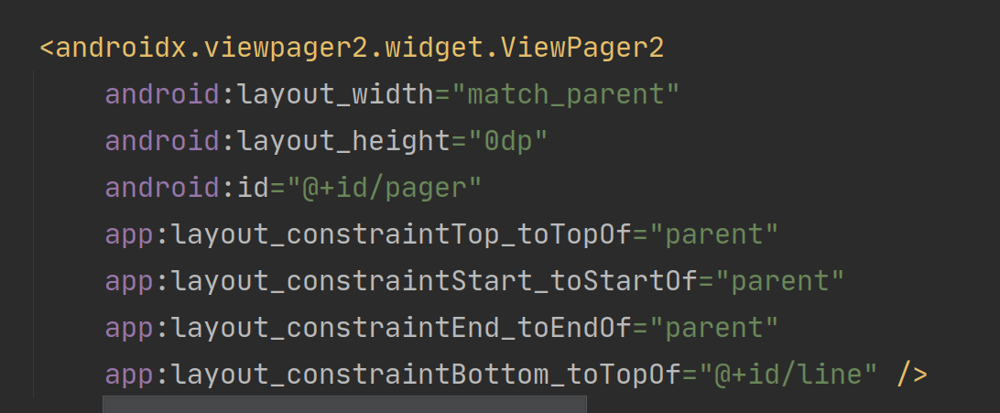 <androidx.viewpager2.widget.ViewPager2
android:layout_width="match_parent"
android:layout_height="0dp"
android:id="@+id/pager"
app:layout_constraintTop_toTopOf="parent"
app:layout_constraintStart_toStartOf="parent"
app:layout_constraintEnd_toEndOf="parent"
app:layout_constraintBottom_toTopOf="@+id/line" />